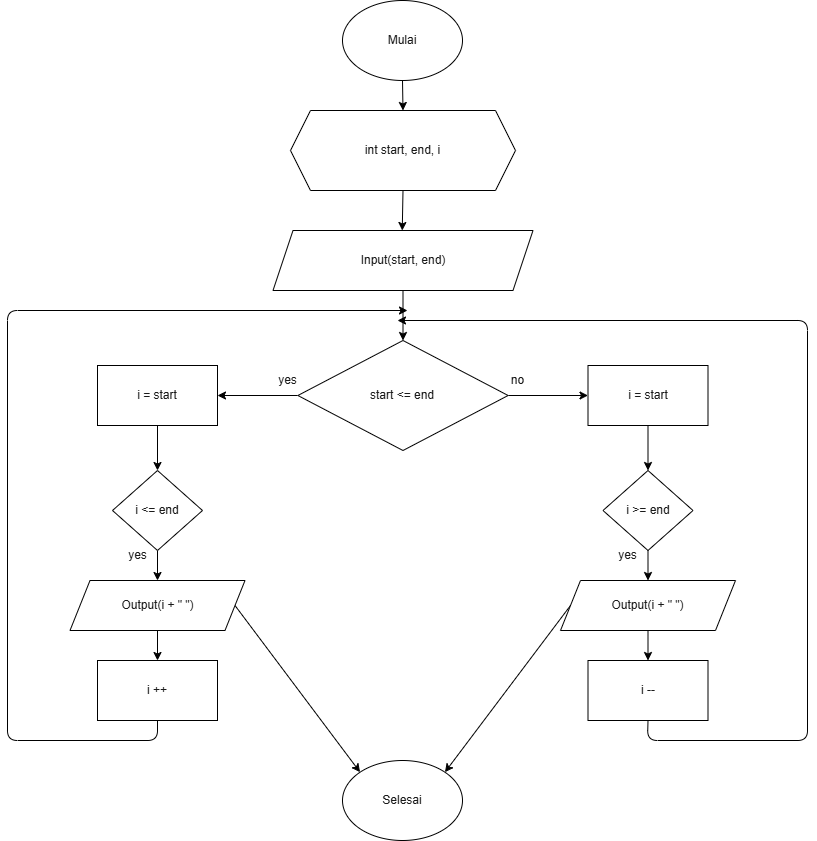 Mulai
int start, end, i
Input(start, end)
yes
start <= end
no
i = start
i = start
i <= end
i >= end
yes
yes
Output(i + " ")
Output(i + " ")
i ++
i --
Selesai